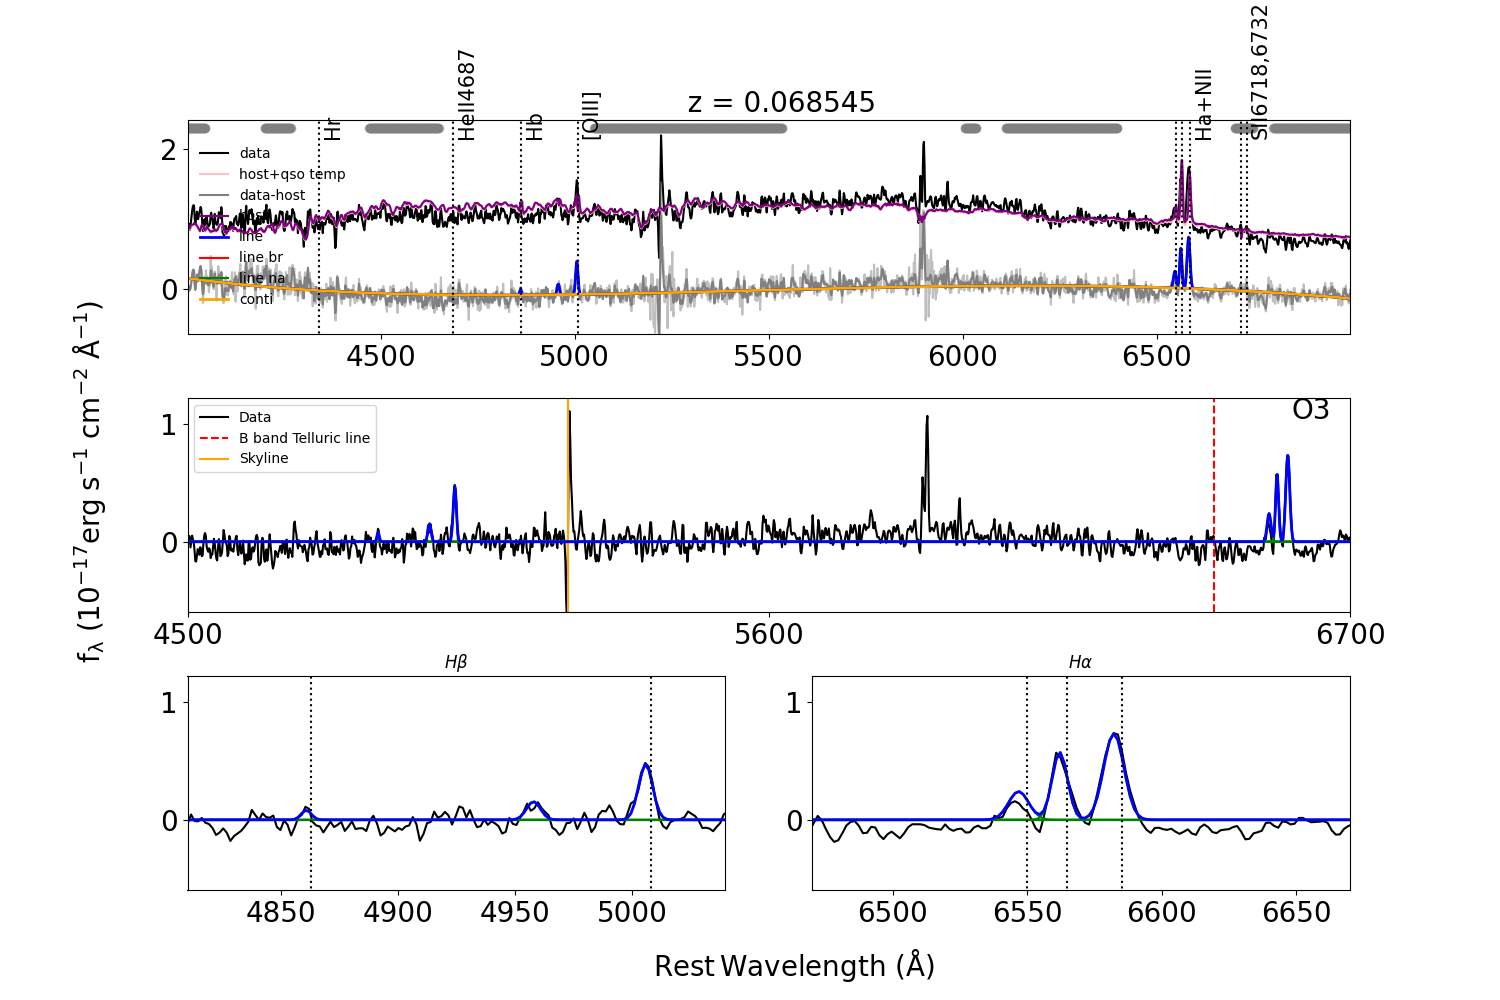 z = 0.068545
Hr
HeII4687
Hb
[OIII]
Ha+NII
SII6718,6732
data
host+qso temp
data-host
line
line br
line na
conti
2
0
4500 5000 5500 6000 6500
O3
Data
B band Telluric line
Skyline
1
0
4500 5600 6700
fλ (10⁻¹⁷erg s⁻¹ cm⁻² Å⁻¹)
Hβ
1
0
4850 4900 4950 5000
Hα
1
0
6500 6550 6600 6650
Rest Wavelength (Å)